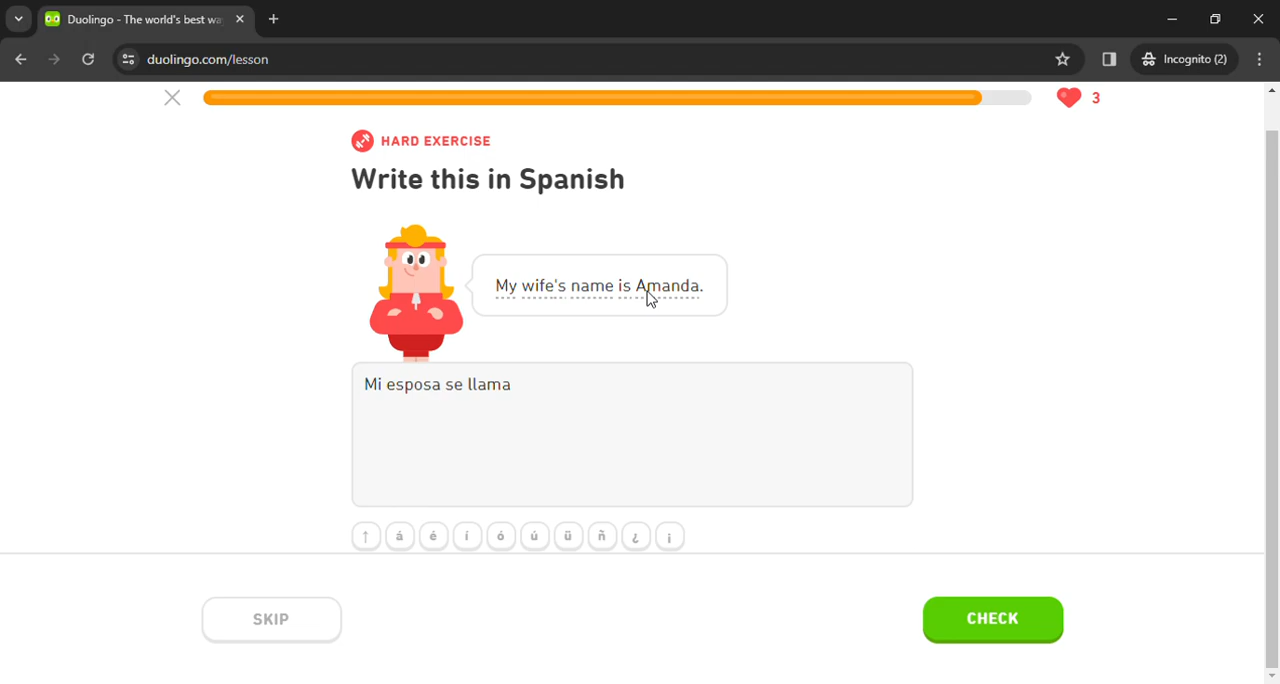 Duolingo - The world's best wa
duolingo.com/lesson
Incognito (2)
3
HARD EXERCISE
Write this in Spanish
My wife's name is Amanda.
Mi esposa se llama
↑ á é í ó ú ü ñ ¿ ¡
SKIP
CHECK